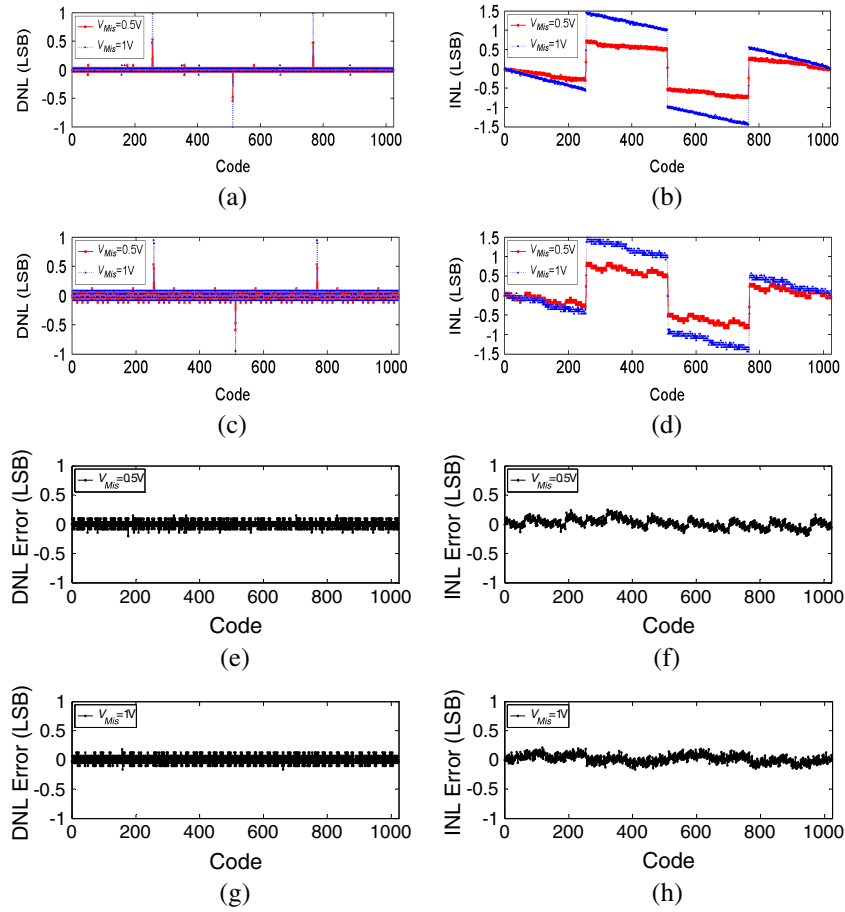 DNL (LSB)
1
0.5
0
-0.5
-1
V_Mis=0.5V
V_Mis=1V
0 200 400 600 800 1000
Code
(a)
INL (LSB)
1.5
1
0.5
0
-0.5
-1
-1.5
V_Mis=0.5V
V_Mis=1V
0 200 400 600 800 1000
Code
(b)
DNL (LSB)
1
0.5
0
-0.5
-1
V_Mis=0.5V
V_Mis=1V
0 200 400 600 800 1000
Code
(c)
INL (LSB)
1.5
1
0.5
0
-0.5
-1
-1.5
V_Mis=0.5V
V_Mis=1V
0 200 400 600 800 1000
Code
(d)
DNL Error (LSB)
1
0.5
0
-0.5
-1
V_Mis=0.5V
0 200 400 600 800 1000
Code
(e)
INL Error (LSB)
1
0.5
0
-0.5
-1
V_Mis=0.5V
0 200 400 600 800 1000
Code
(f)
DNL Error (LSB)
1
0.5
0
-0.5
-1
V_Mis=1V
0 200 400 600 800 1000
Code
(g)
INL Error (LSB)
1
0.5
0
-0.5
-1
V_Mis=1V
0 200 400 600 800 1000
Code
(h)